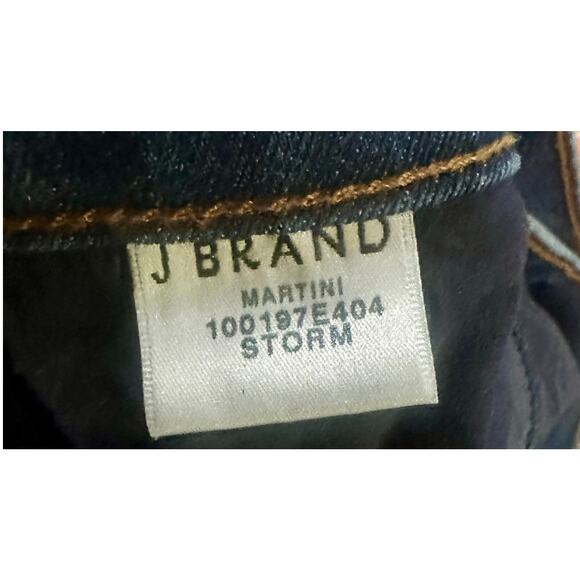 J BRAND
MARTINI
100197E404
STORM